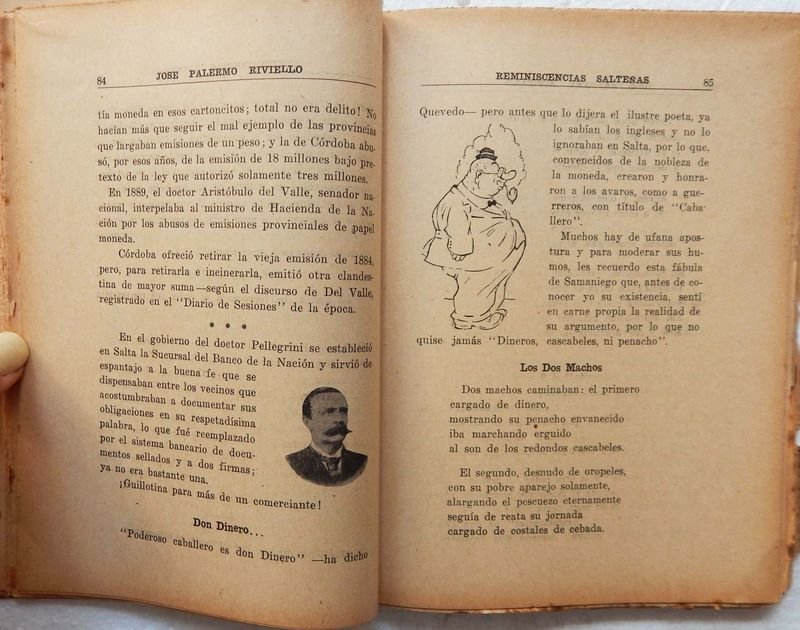 84
JOSE PALERMO RIVIELLO
tía moneda en esos cartoncitos; total no era delito! No
hacían más que seguir el mal ejemplo de las provincias
que largaban emisiones de un peso; y la de Córdoba abu-
só, por esos años, de la emisión de 18 millones bajo pre-
texto de la ley que autorizó solamente tres millones.
En 1889, el doctor Aristóbulo del Valle, senador na-
cional, interpelaba al ministro de Hacienda de la Na-
ción por los abusos de emisiones provinciales de papel
moneda.
Córdoba ofreció retirar la vieja emisión de 1884,
pero, para retirarla e incinerarla, emitió otra clandes-
tina de mayor suma—según el discurso de Del Valle,
registrado en el "Diario de Sesiones" de la época.
* * *
En el gobierno del doctor Pellegrini se estableció
en Salta la Sucursal del Banco de la Nación y sirvió de
espantajo a la buena fe que se
dispensaban entre los vecinos que
acostumbraban a documentar sus
obligaciones en su respetadísima
palabra, lo que fué reemplazado
por el sistema bancario de docu-
mentos sellados y a dos firmas;
ya no era bastante una.
¡Guillotina para más de un comerciante!
Don Dinero...
"Poderoso caballero es don Dinero" —ha dicho
REMINISCENCIAS SALTEÑAS
85
Quevedo— pero antes que lo dijera el ilustre poeta, ya
lo sabían los ingleses y no lo
ignoraban en Salta, por lo que,
convencidos de la nobleza de
la moneda, crearon y honra-
ron a los avaros, como a gue-
rreros, con título de "Caba-
llero".
Muchos hay de ufana apos-
tura y para moderar sus hu-
mos, les recuerdo esta fábula
de Samaniego que, antes de co-
nocer yo su existencia, sentí
en carne propia la realidad de
su argumento, por lo que no
quise jamás "Dineros, cascabeles, ni penacho".
Los Dos Machos
Dos machos caminaban: el primero
cargado de dinero,
mostrando su penacho envanecido
iba marchando erguido
al son de los redondos cascabeles.
El segundo, desnudo de oropeles,
con su pobre aparejo solamente,
alargando el pescuezo eternamente
seguía de reata su jornada
cargado de costales de cebada.